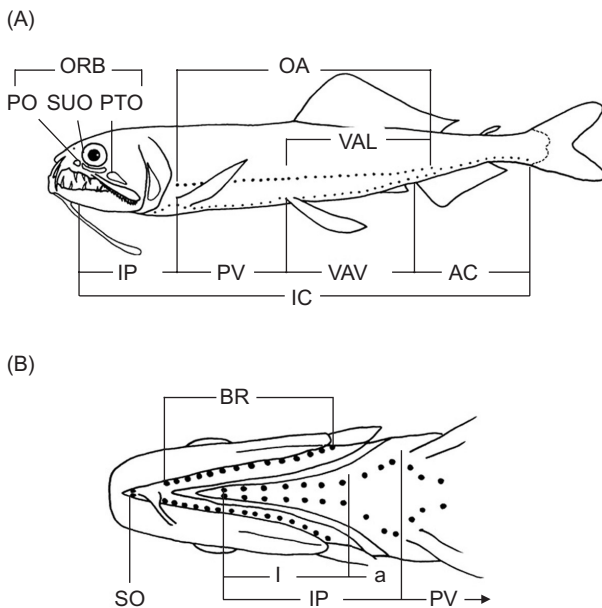 (A)
ORB OA
PO SUO PTO
VAL
IP PV VAV AC
IC
(B)
BR
I a
SO IP PV